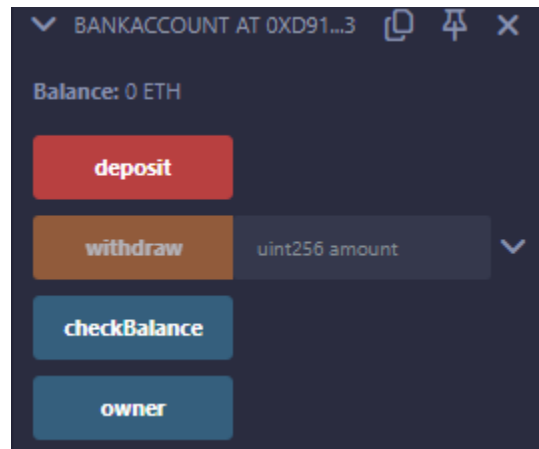 BANKACCOUNT AT 0XD91...3
Balance: 0 ETH
deposit
withdraw uint256 amount
checkBalance
owner